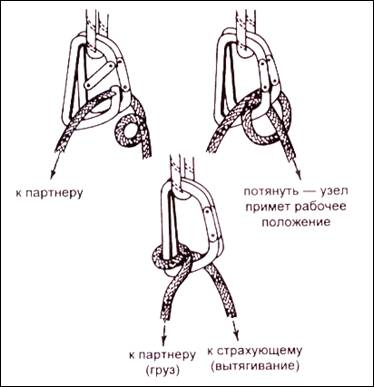 к партнеру
потянуть — узел
примет рабочее
положение
к партнеру
(груз)
к страхующему
(вытягивание)